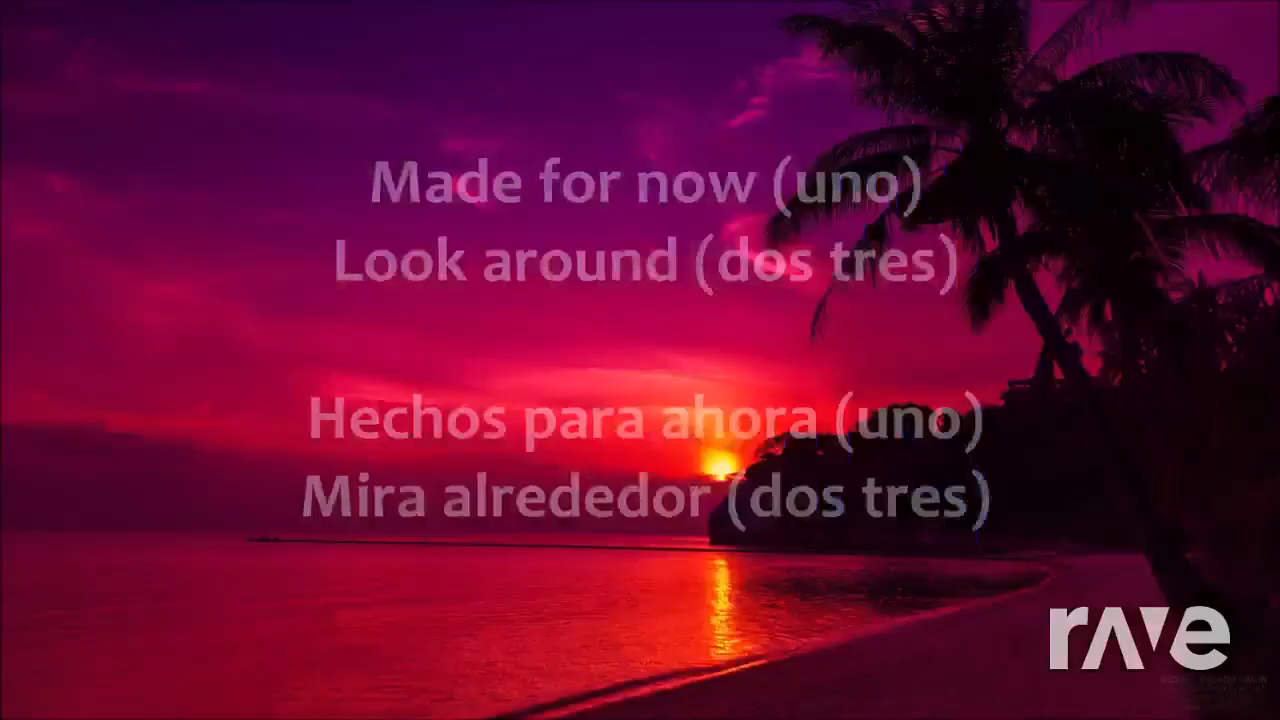 Made for now (uno)
Look around (dos tres)
Hechos para ahora (uno)
Mira alrededor (dos tres)
rave